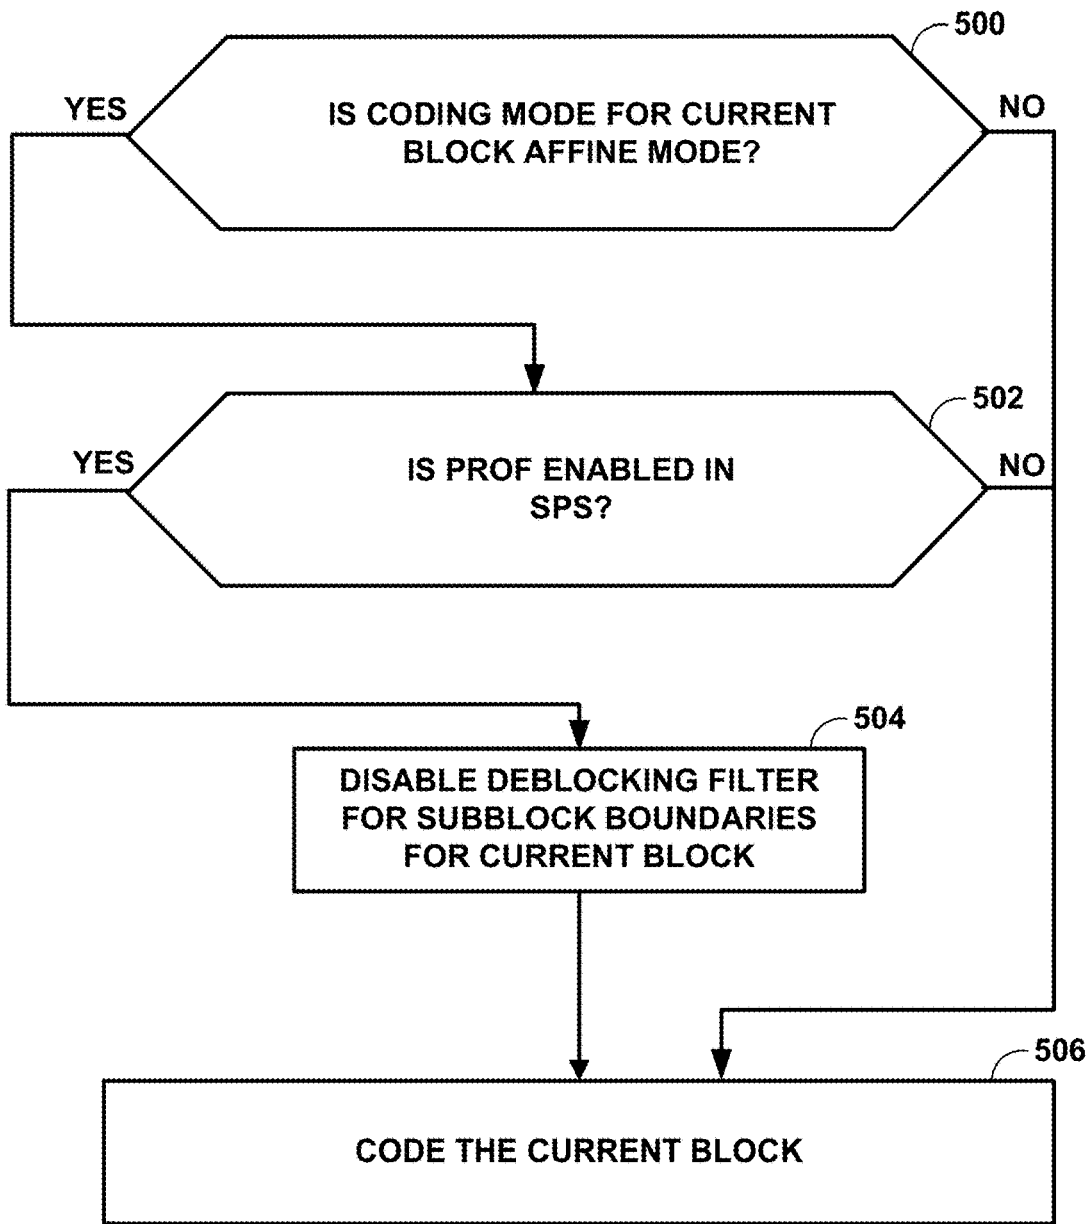 500
YES
NO
IS CODING MODE FOR CURRENT
BLOCK AFFINE MODE?
502
YES
NO
IS PROF ENABLED IN
SPS?
504
DISABLE DEBLOCKING FILTER
FOR SUBBLOCK BOUNDARIES
FOR CURRENT BLOCK
506
CODE THE CURRENT BLOCK